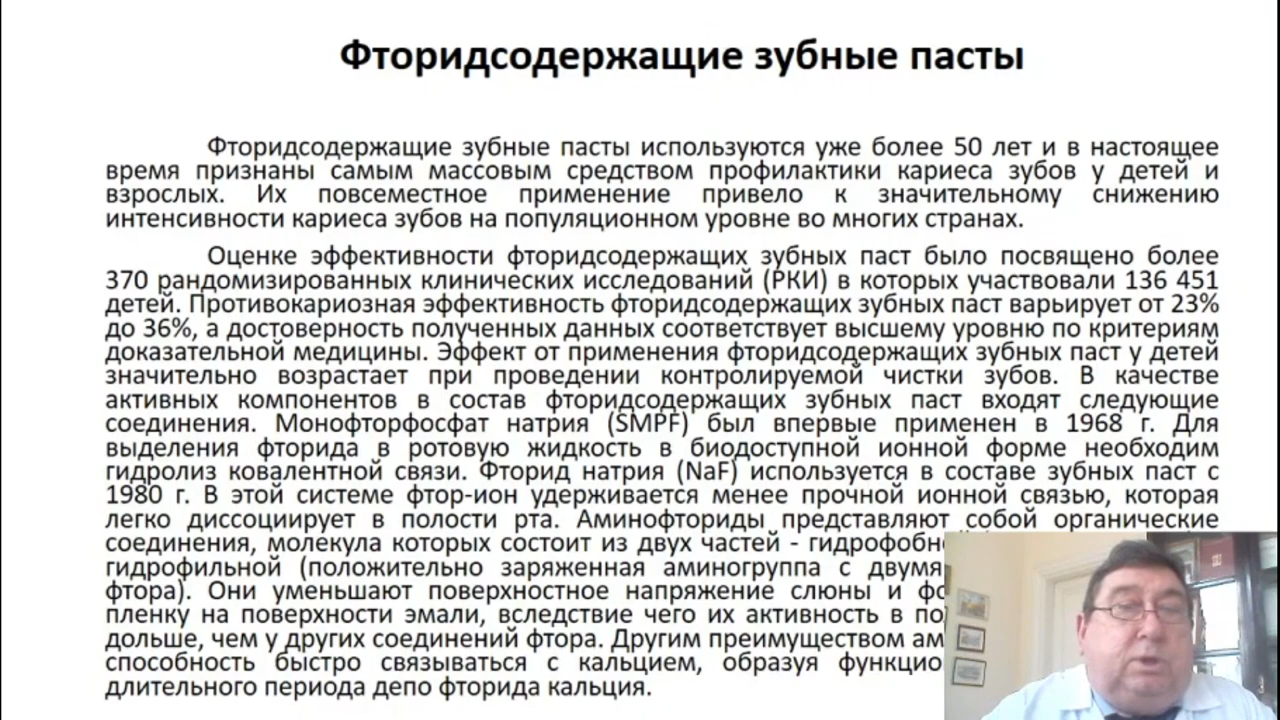 Фторидсодержащие зубные пасты
Фторидсодержащие зубные пасты используются уже более 50 лет и в настоящее
время признаны самым массовым средством профилактики кариеса зубов у детей и
взрослых. Их повсеместное применение привело к значительному снижению
интенсивности кариеса зубов на популяционном уровне во многих странах.
Оценке эффективности фторидсодержащих зубных паст было посвящено более
370 рандомизированных клинических исследований (РКИ) в которых участвовали 136 451
детей. Противокариозная эффективность фторидсодержащих зубных паст варьирует от 23%
до 36%, а достоверность полученных данных соответствует высшему уровню по критериям
доказательной медицины. Эффект от применения фторидсодержащих зубных паст у детей
значительно возрастает при проведении контролируемой чистки зубов. В качестве
активных компонентов в состав фторидсодержащих зубных паст входят следующие
соединения. Монофторфосфат натрия (SMPF) был впервые применен в 1968 г. Для
выделения фторида в ротовую жидкость в биодоступной ионной форме необходим
гидролиз ковалентной связи. Фторид натрия (NaF) используется в составе зубных паст с
1980 г. В этой системе фтор-ион удерживается менее прочной ионной связью, которая
легко диссоциирует в полости рта. Аминофториды представляют собой органические
соединения, молекула которых состоит из двух частей -
гидрофильной (положительно заряженная аминогруппа с двумя
фтора). Они уменьшают поверхностное напряжение слюны и
пленку на поверхности эмали, вследствие чего их активность в
дольше, чем у других соединений фтора. Другим преимуществом
способность быстро связываться с кальцием, образуя
длительного периода депо фторида кальция.